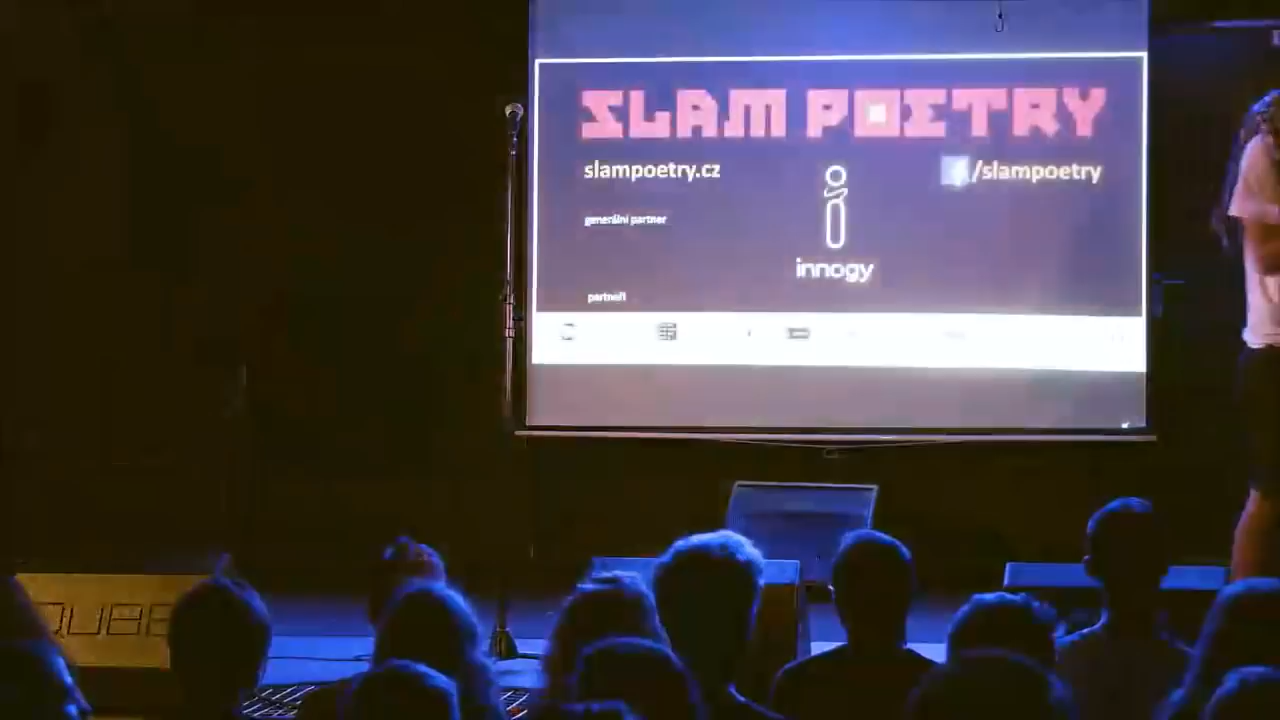 SLAM POETRY
slampoetry.cz
/slampoetry
generální partner
innogy
partneři